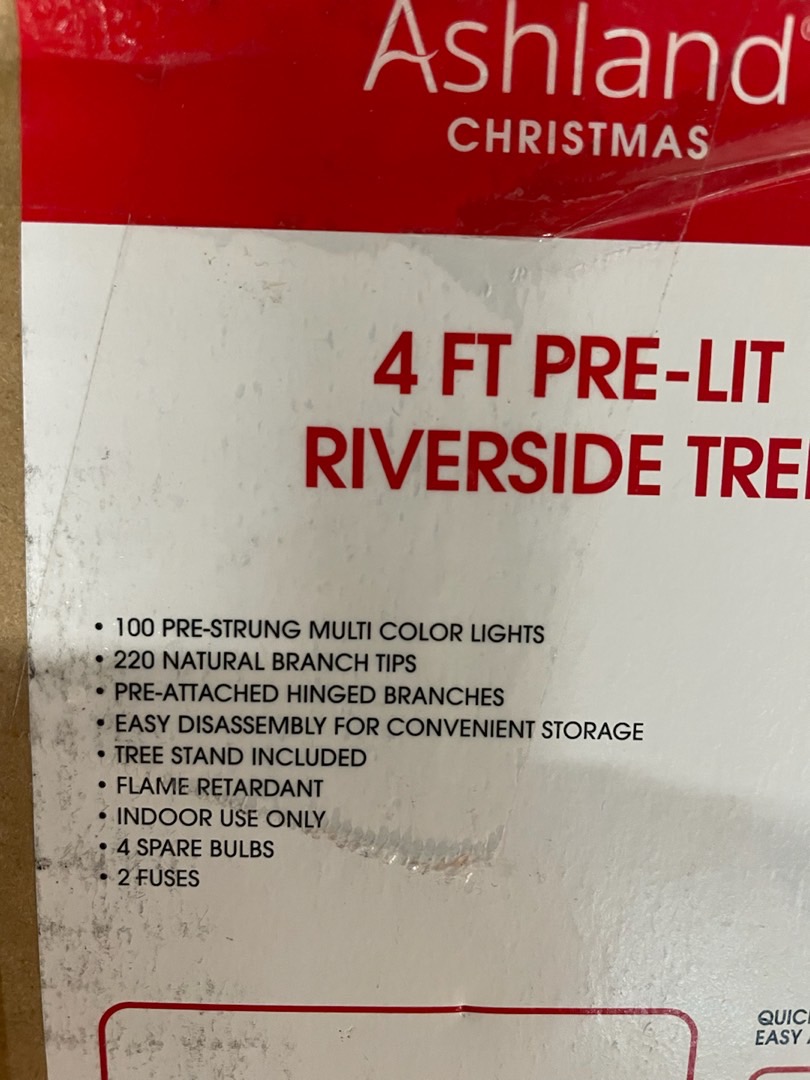 Ashland®
CHRISTMAS
4 FT PRE-LIT
RIVERSIDE
• 100 PRE-STRUNG MULTI COLOR LIGHTS
• 220 NATURAL BRANCH TIPS
• PRE-ATTACHED HINGED BRANCHES
• EASY DISASSEMBLY FOR CONVENIENT STORAGE
• TREE STAND INCLUDED
• FLAME RETARDANT
• INDOOR USE ONLY
• 4 SPARE BULBS
• 2 FUSES
EASY